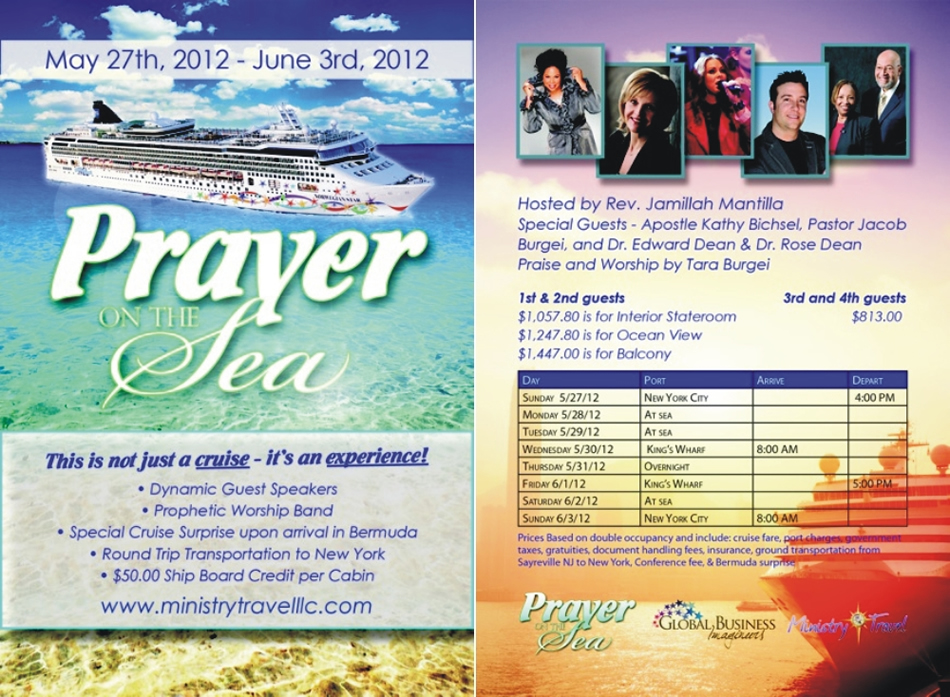 May 27th, 2012 - June 3rd, 2012
NORWEGIAN STAR
Prayer
ON THE
Sea
This is not just a cruise - it's an experience!
• Dynamic Guest Speakers
• Prophetic Worship Band
• Special Cruise Surprise upon arrival in Bermuda
• Round Trip Transportation to New York
• $50.00 Ship Board Credit per Cabin
www.ministrytravelllc.com
Hosted by Rev. Jamillah Mantilla
Special Guests - Apostle Kathy Bichsel, Pastor Jacob
Burgei, and Dr. Edward Dean & Dr. Rose Dean
Praise and Worship by Tara Burgei
1st & 2nd guests 3rd and 4th guests
$1,057.80 is for Interior Stateroom $813.00
$1,247.80 is for Ocean View
$1,447.00 is for Balcony
DAY PORT ARRIVE DEPART
SUNDAY 5/27/12 NEW YORK CITY 4:00 PM
MONDAY 5/28/12 AT SEA
TUESDAY 5/29/12 AT SEA
WEDNESDAY 5/30/12 KING'S WHARF 8:00 AM
THURSDAY 5/31/12 OVERNIGHT
FRIDAY 6/1/12 KING'S WHARF 5:00 PM
SATURDAY 6/2/12 AT SEA
SUNDAY 6/3/12 NEW YORK CITY 8:00 AM
Prices Based on double occupancy and include: cruise fare, port charges, government
taxes, gratuities, document handling fees, insurance, ground transportation from
Sayreville NJ to New York, Conference fee, & Bermuda surprise
Prayer
ON THE
Sea
GLOBAL BUSINESS
Imagineers
Ministry Travel